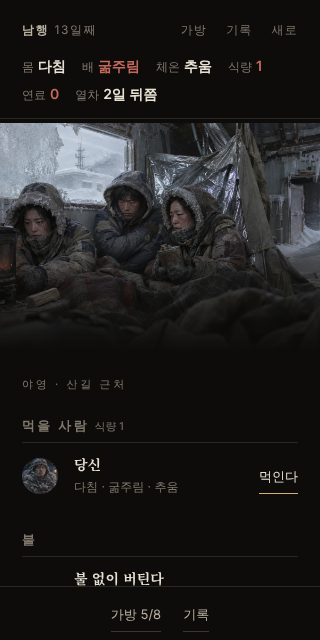 남행 13일째 가방 기록 새로
몸 다침 배 굶주림 체온 추움 식량 1
연료 0 열차 2일 뒤쯤
야영 · 산길 근처
먹을 사람 식량 1
당신
다침 · 굶주림 · 추움
먹인다
불
불 없이 버틴다
가방 5/8 기록